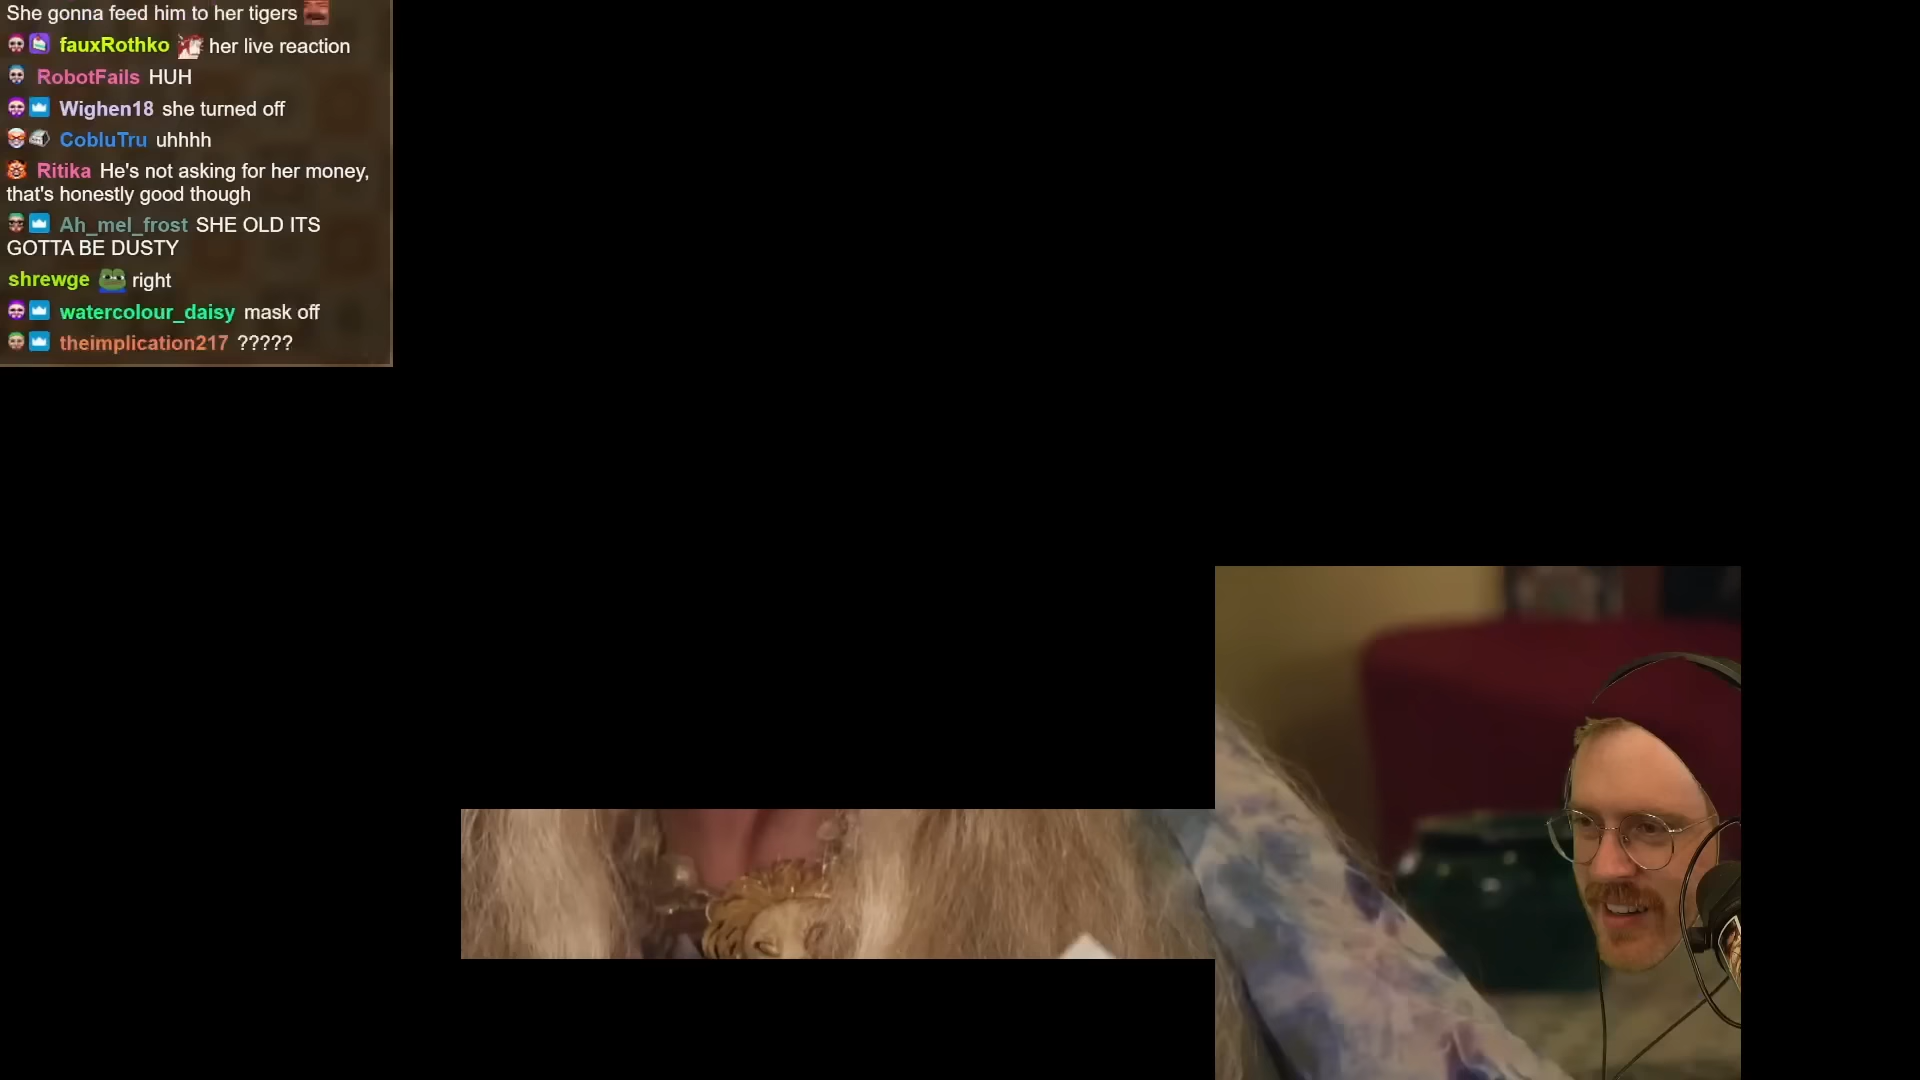 She gonna feed him to her tigers
fauxRothko her live reaction
RobotFails HUH
Wighen18 she turned off
CobluTru uhhhh
Ritika He's not asking for her money,
that's honestly good though
Ah_mel_frost SHE OLD ITS
GOTTA BE DUSTY
shrewge right
watercolour_daisy mask off
theimplication217 ?????